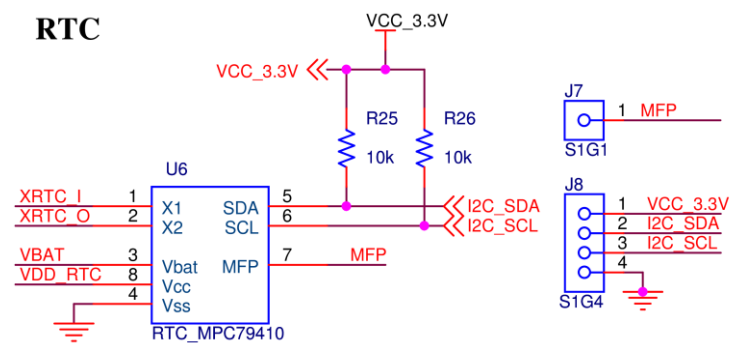 RTC
VCC_3.3V
VCC_3.3V
R25
10k
R26
10k
U6
XRTC_I
1
X1
XRTC_O
2
X2
VBAT
3
Vbat
VDD_RTC
8
Vcc
4
Vss
SDA
5
I2C_SDA
SCL
6
I2C_SCL
MFP
7
MFP
RTC_MPC79410
J7
1
MFP
S1G1
J8
1
VCC_3.3V
2
I2C_SDA
3
I2C_SCL
4
S1G4